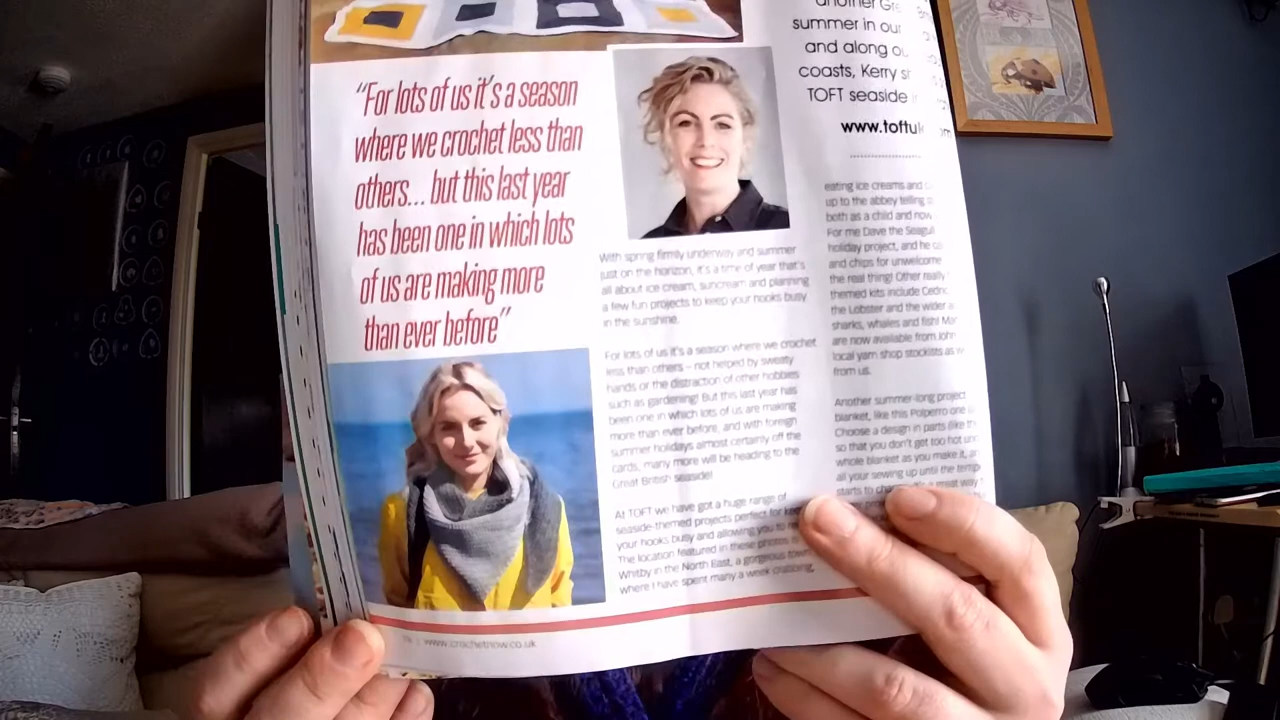 another Gr
summer in our
and along ou
coasts, Kerry
TOFT seaside
www.toftuk om
"For lots of us it's a season
where we crochet less than
others... but this last year
has been one in which lots
of us are making more
than ever before"
With spring firmly underway and summer
just on the horizon, it's a time of year that's
all about ice cream, suncream and planning
a few fun projects to keep your hooks busy
in the sunshine.
For lots of us it's a season where we crochet
less than others – not helped by sweaty
hands or the distraction of other hobbies
such as gardening! But this last year has
been one in which lots of us are making
more than ever before, and with foreign
summer holidays almost certainly off the
cards, many more will be heading to the
Great British seaside!
At TOFT we have got a huge range of
seaside-themed projects perfect for
your hooks busy and allowing you to
The location featured in these photos
Whitby in the North East, a gorgeous
where I have spent many a week crabbing,
eating ice creams and
up to the abbey telling
both as a child and now
For me Dave the Seagull
holiday project, and he
and chips for unwelcome
the real thing! Other really
themed kits include Cedric
the Lobster and the wider
sharks, whales and fish!
are now available from John
local yarn shop stockists as
from us.
Another summer-long project
blanket, like this Polperro one
Choose a design in parts (like
so that you don't get too hot
whole blanket as you make it,
all your sewing up until the
starts to great way
www.crochetnow.co.uk